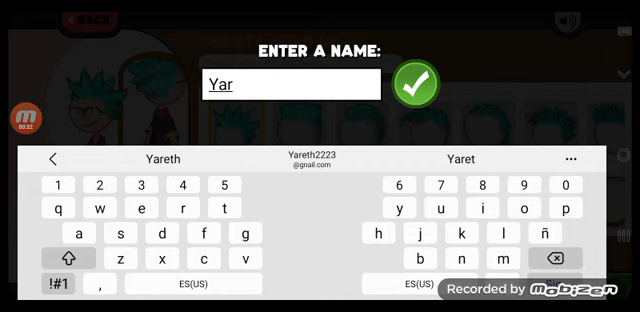 BACK
ENTER A NAME:
Yar
00:32
Yareth
Yareth2223
@gnail.com
Yaret
...
1 2 3 4 5 6 7 8 9 0
q w e r t y u i o p
a s d f g h j k l ñ
z x c v b n m
!#1 , ES(US) ES(US)
Recorded by Mobizen